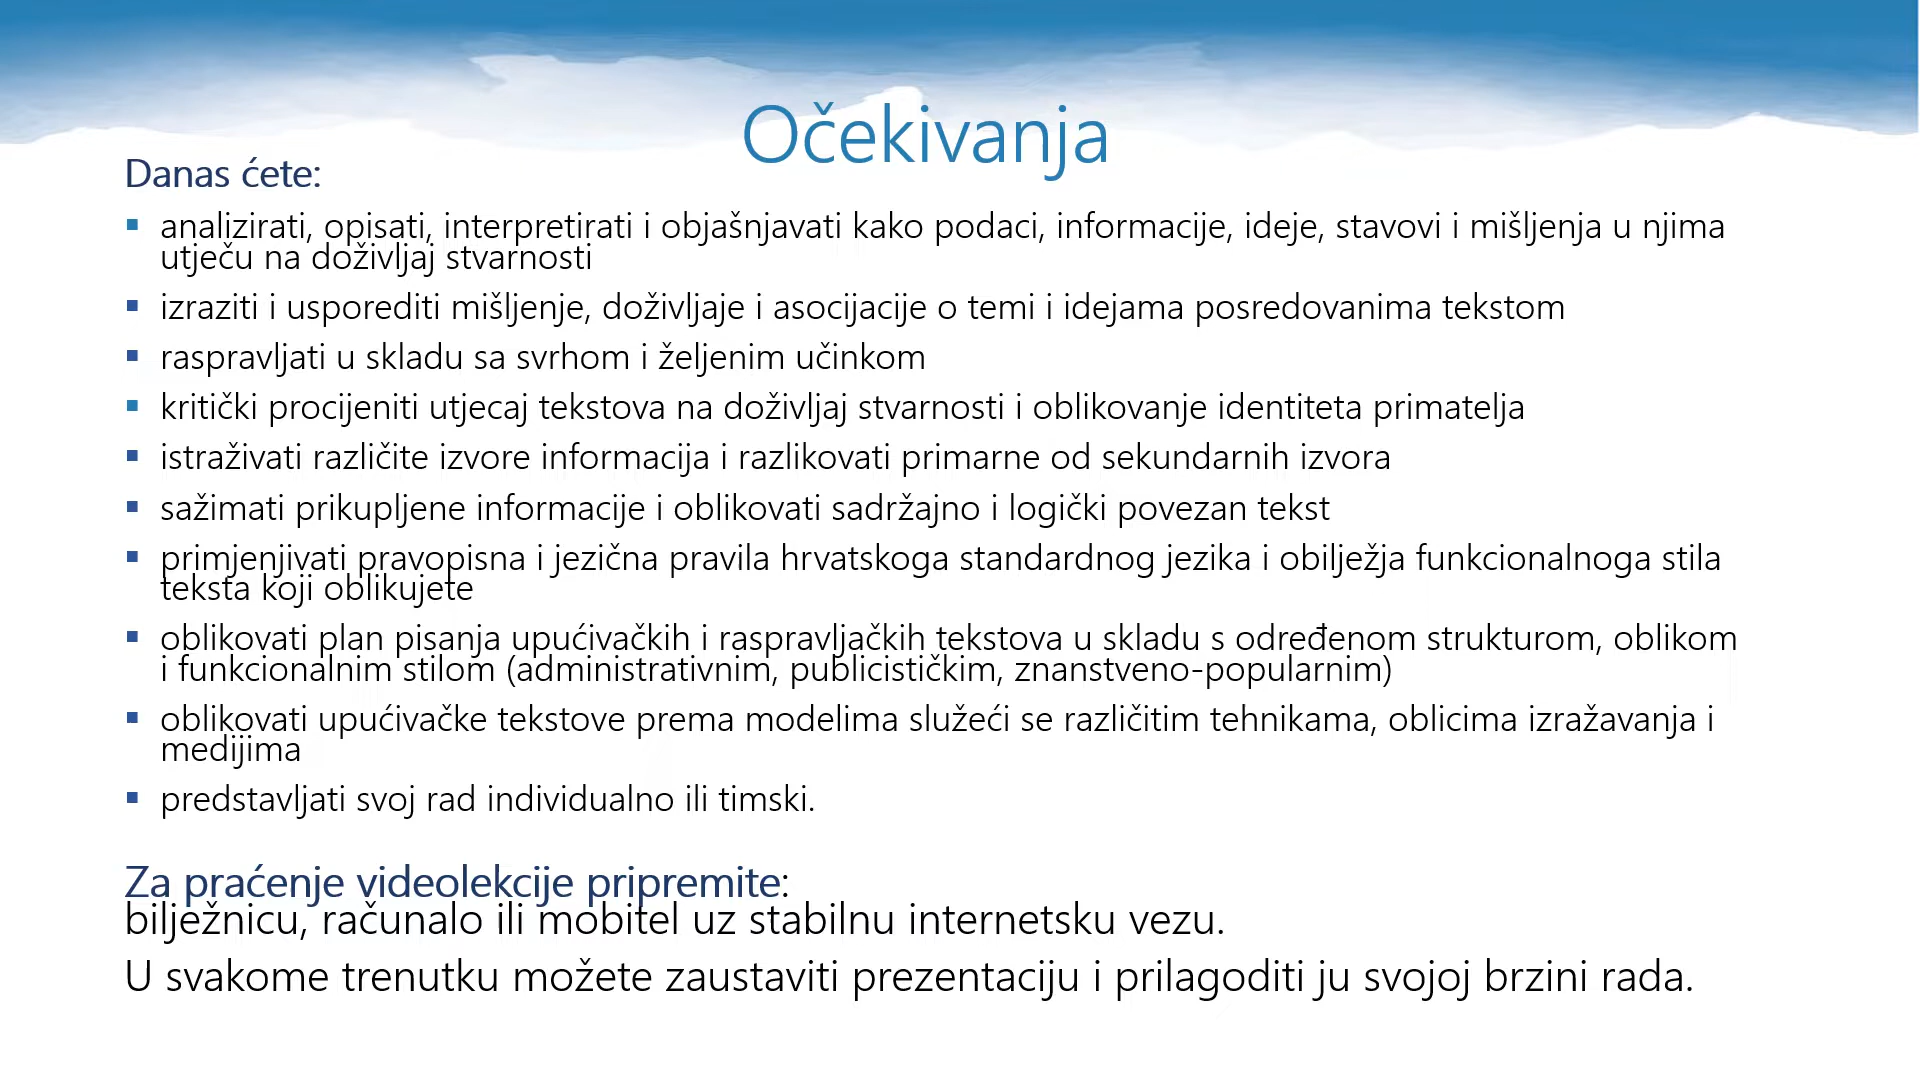 Očekivanja
Danas ćete:
▪ analizirati, opisati, interpretirati i objašnjavati kako podaci, informacije, ideje, stavovi i mišljenja u njima
utječu na doživljaj stvarnosti
▪ izraziti i usporediti mišljenje, doživljaje i asocijacije o temi i idejama posredovanima tekstom
▪ raspravljati u skladu sa svrhom i željenim učinkom
▪ kritički procijeniti utjecaj tekstova na doživljaj stvarnosti i oblikovanje identiteta primatelja
▪ istraživati različite izvore informacija i razlikovati primarne od sekundarnih izvora
▪ sažimati prikupljene informacije i oblikovati sadržajno i logički povezan tekst
▪ primjenjivati pravopisna i jezična pravila hrvatskoga standardnog jezika i obilježja funkcionalnoga stila
teksta koji oblikujete
▪ oblikovati plan pisanja upućivačkih i raspravljačkih tekstova u skladu s određenom strukturom, oblikom
i funkcionalnim stilom (administrativnim, publicističkim, znanstveno-popularnim)
▪ oblikovati upućivačke tekstove prema modelima služeći se različitim tehnikama, oblicima izražavanja i
medijima
▪ predstavljati svoj rad individualno ili timski.
Za praćenje videolekcije pripremite:
bilježnicu, računalo ili mobitel uz stabilnu internetsku vezu.
U svakome trenutku možete zaustaviti prezentaciju i prilagoditi ju svojoj brzini rada.